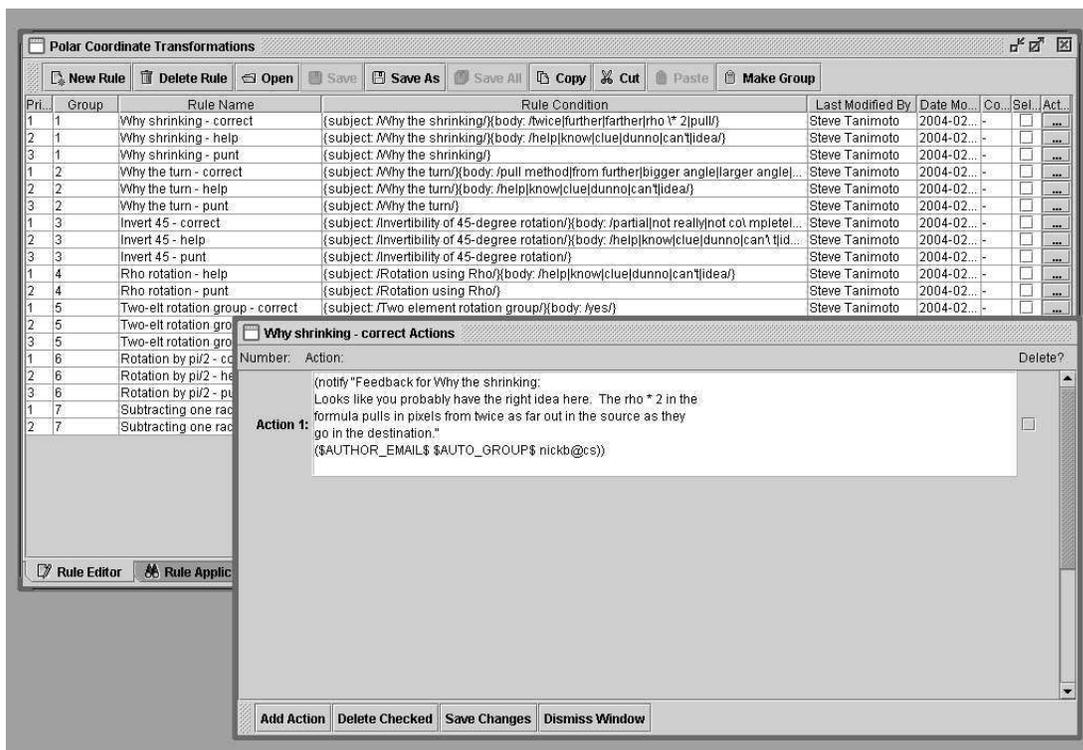 Polar Coordinate Transformations
New Rule Delete Rule Open Save Save As Save All Copy Cut Paste Make Group
Pri... Group Rule Name Rule Condition Last Modified By Date Mo... Co... Sel... Act...
1 1 Why shrinking - correct {subject: /Why the shrinking/}{body: /twice|further|farther|rho \* 2|pull/} Steve Tanimoto 2004-02... - ...
2 1 Why shrinking - help {subject: /Why the shrinking/}{body: /help|know|clue|dunno|can't|idea/} Steve Tanimoto 2004-02... - ...
3 1 Why shrinking - punt {subject: /Why the shrinking/} Steve Tanimoto 2004-02... - ...
1 2 Why the turn - correct {subject: /Why the turn/}{body: /pull method|from further|bigger angle|larger angle|... Steve Tanimoto 2004-02... - ...
2 2 Why the turn - help {subject: /Why the turn/}{body: /help|know|clue|dunno|can't|idea/} Steve Tanimoto 2004-02... - ...
3 2 Why the turn - punt {subject: /Why the turn/} Steve Tanimoto 2004-02... - ...
1 3 Invert 45 - correct {subject: /Invertibility of 45-degree rotation/}{body: /partial|not really|not co\ mpletel... Steve Tanimoto 2004-02... - ...
2 3 Invert 45 - help {subject: /Invertibility of 45-degree rotation/}{body: /help|know|clue|dunno|can'\ t|id... Steve Tanimoto 2004-02... - ...
3 3 Invert 45 - punt {subject: /Invertibility of 45-degree rotation/} Steve Tanimoto 2004-02... - ...
1 4 Rho rotation - help {subject: /Rotation using Rho/}{body: /help|know|clue|dunno|can't|idea/} Steve Tanimoto 2004-02... - ...
2 4 Rho rotation - punt {subject: /Rotation using Rho/} Steve Tanimoto 2004-02... - ...
1 5 Two-elt rotation group - correct {subject: /Two element rotation group/}{body: /yes/} Steve Tanimoto 2004-02... - ...
2 5 Two-elt rotation gro
3 5 Two-elt rotation gro
1 6 Rotation by pi/2 - co
2 6 Rotation by pi/2 - he
3 6 Rotation by pi/2 - pu
1 7 Subtracting one rac
2 7 Subtracting one rac
Rule Editor Rule Applic
Why shrinking - correct Actions
Number: Action: Delete?
(notify "Feedback for Why the shrinking:
Looks like you probably have the right idea here. The rho * 2 in the
formula pulls in pixels from twice as far out in the source as they
Action 1:
go in the destination."
($AUTHOR_EMAIL$ $AUTO_GROUP$ nickb@cs))
Add Action Delete Checked Save Changes Dismiss Window